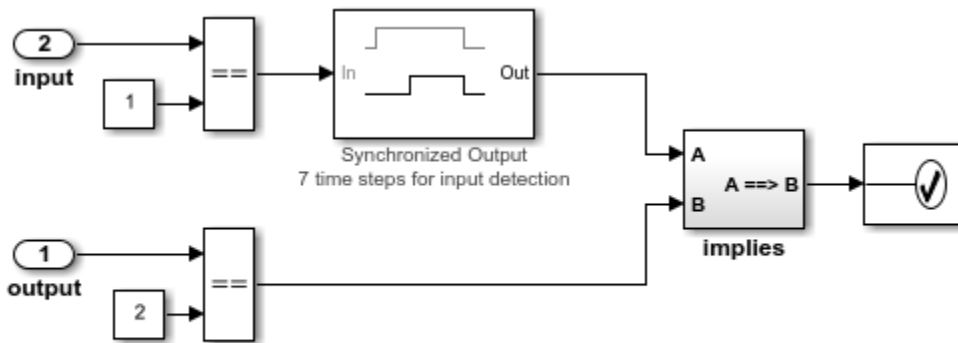 2
input
1
==
In
Out
Synchronized Output
7 time steps for input detection
A
B
A ==> B
implies
1
output
2
==